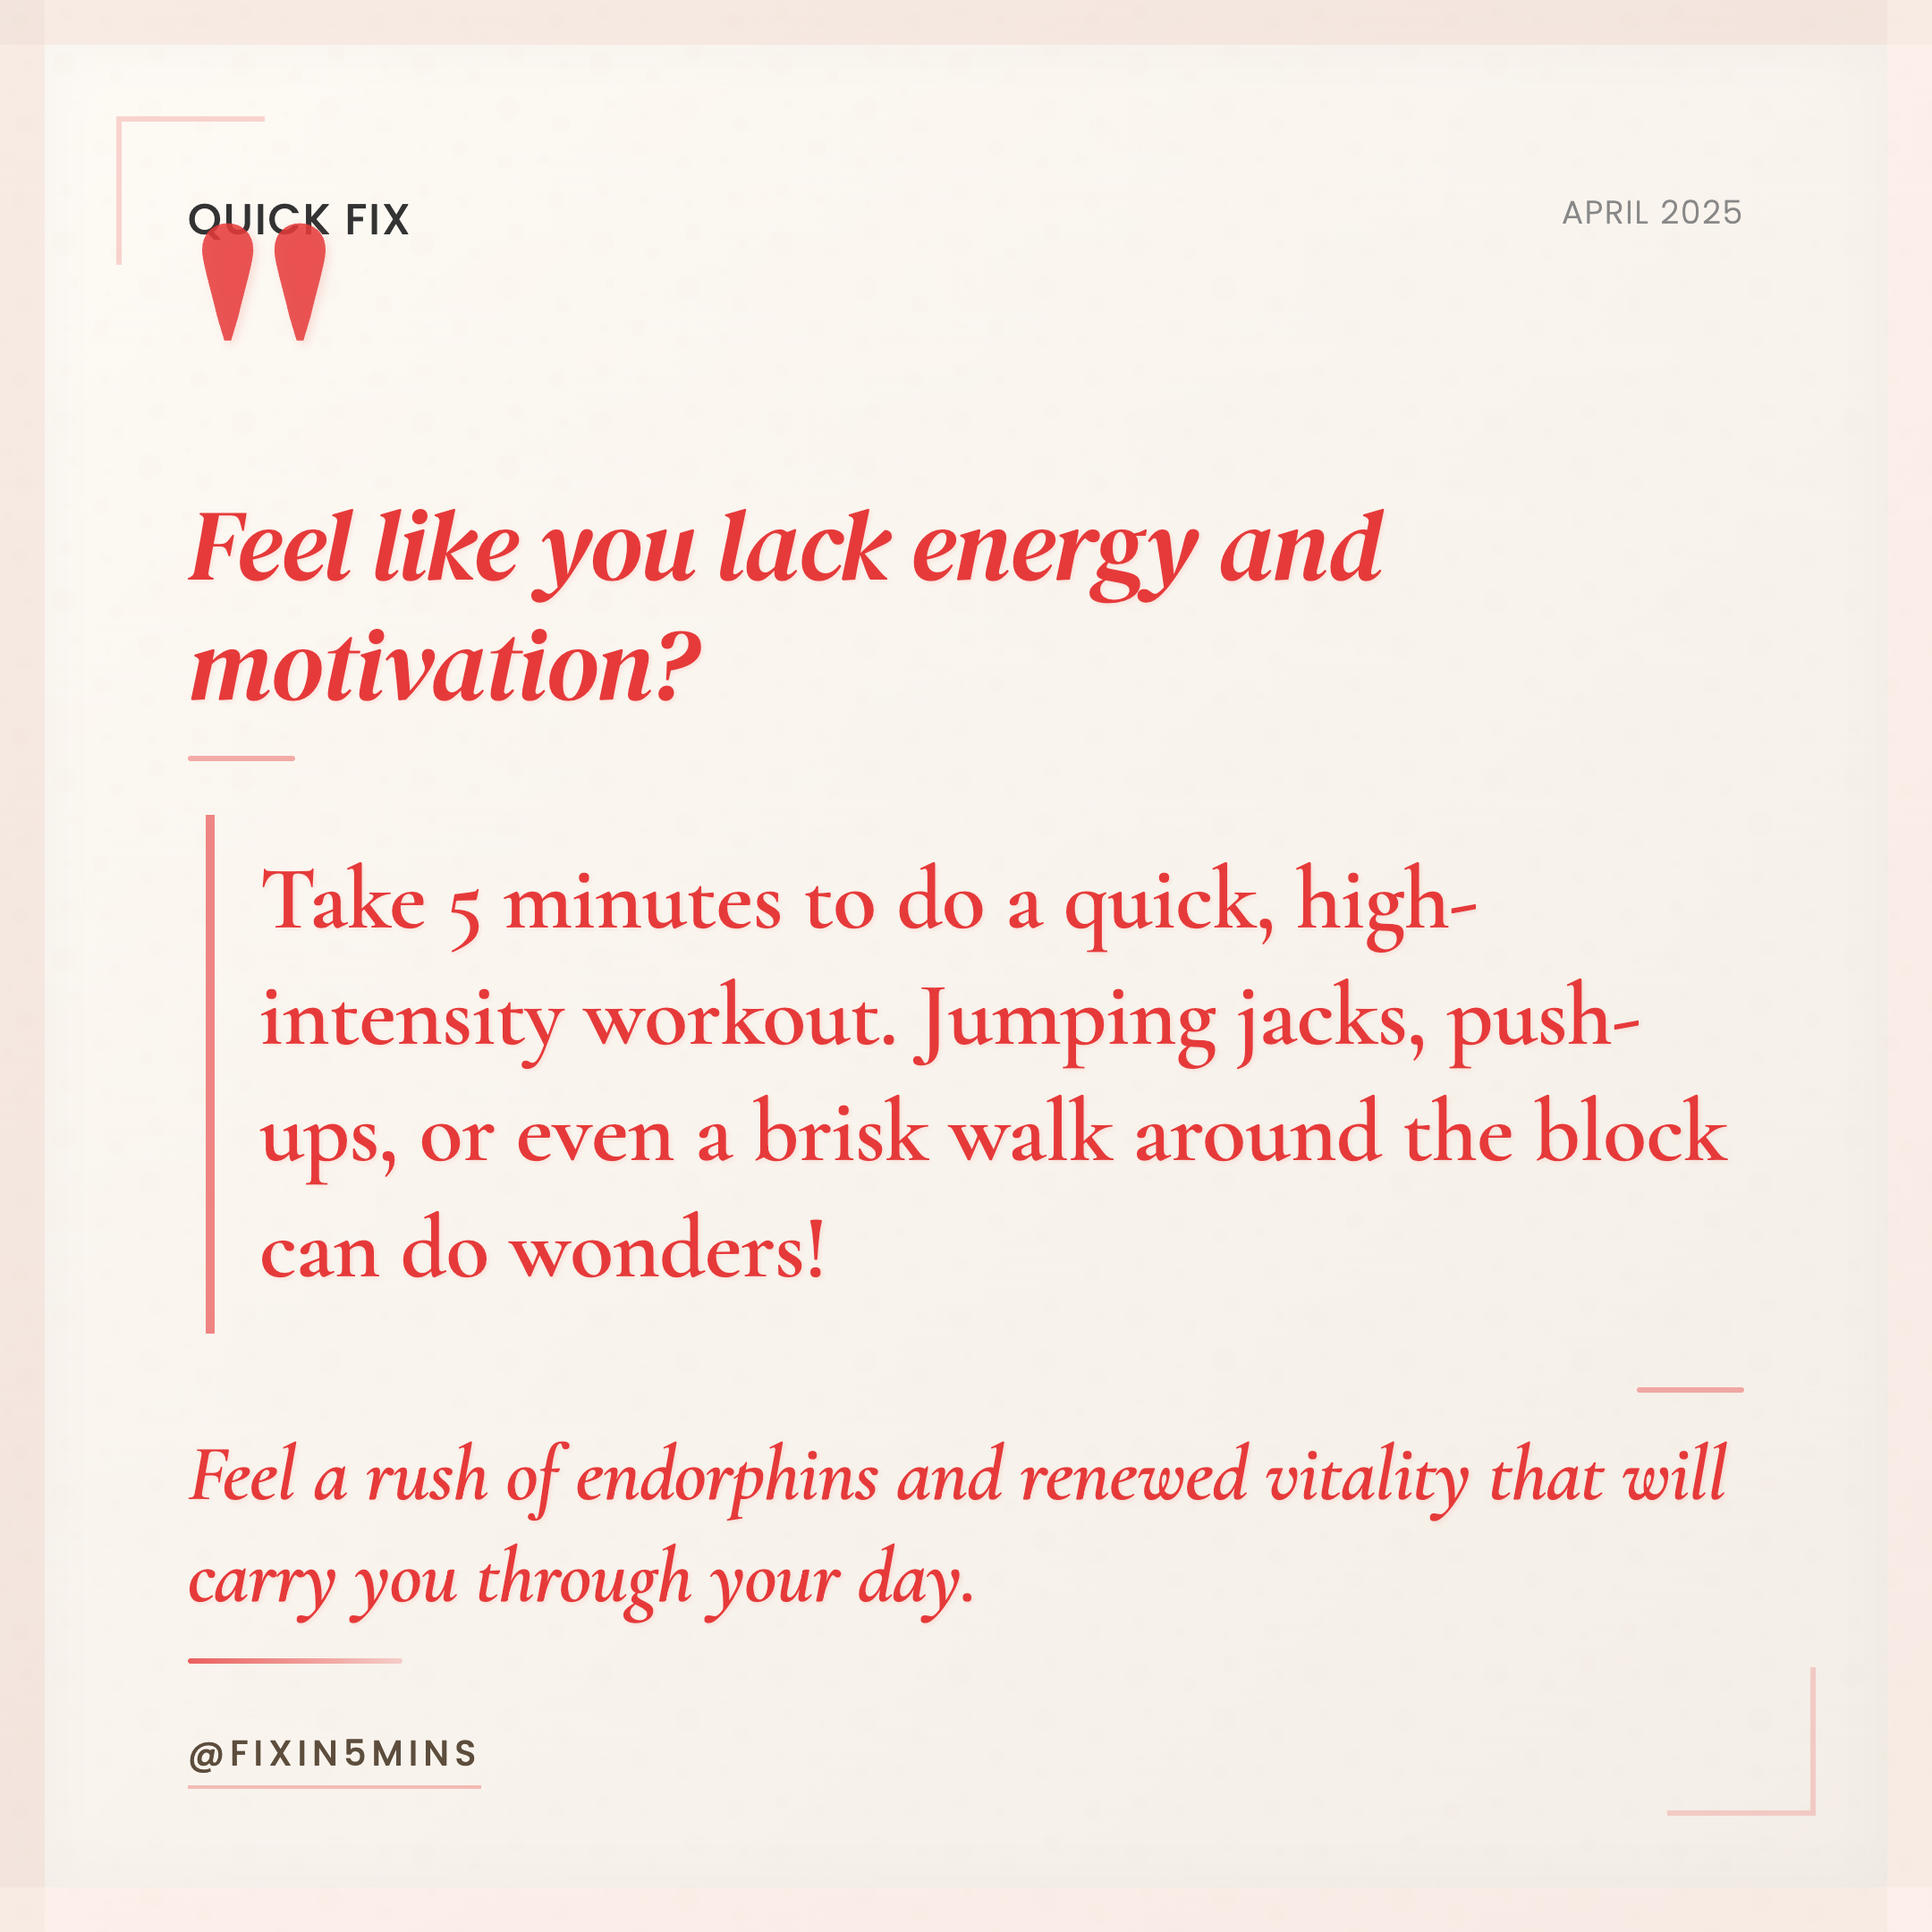 QUICK FIX
APRIL 2025
"
Feel like you lack energy and
motivation?
Take 5 minutes to do a quick, high-
intensity workout. Jumping jacks, push-
ups, or even a brisk walk around the block
can do wonders!
Feel a rush of endorphins and renewed vitality that will
carry you through your day.
@FIXIN5MINS